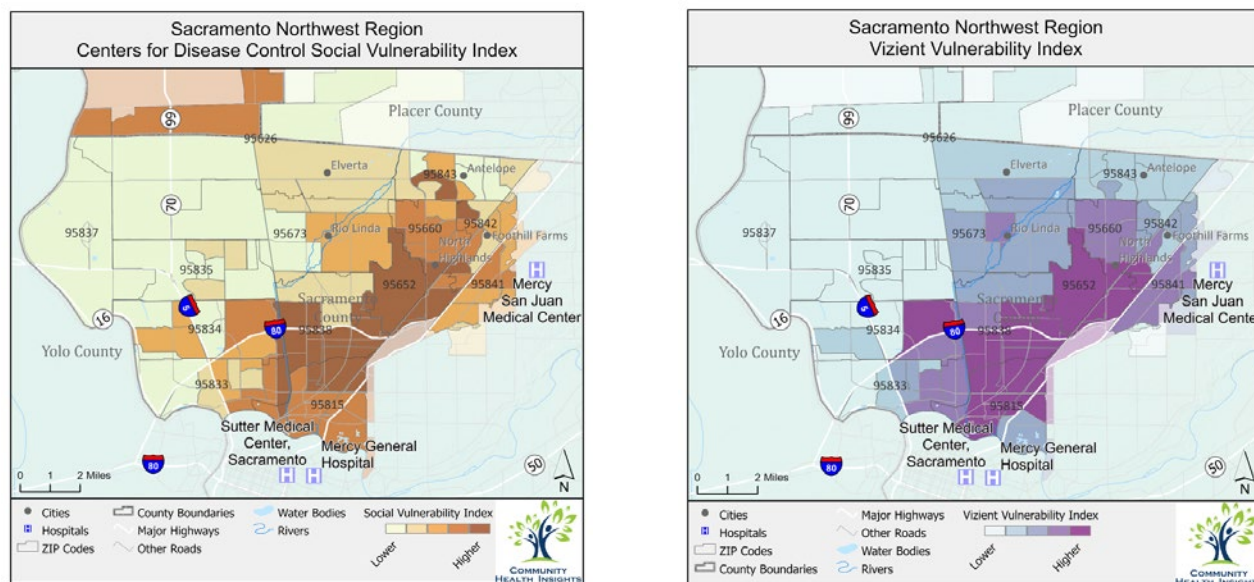 Sacramento Northwest Region
Centers for Disease Control Social Vulnerability Index
Placer County
99
95626
Elverta
Antelope
95843
70
95837
95673
Rio Linda
95660
95842
Foothill Farms
North
Highlands
95835
95652
95841
Mercy
San Juan
Medical Center
Sacramento
County
5
16
95834
80
95838
Yolo County
95833
95815
Sutter Medical
Center,
Sacramento
Mercy General
Hospital
80
50
0 1 2 Miles
N
Cities
County Boundaries
Water Bodies
Social Vulnerability Index
Hospitals
Major Highways
Rivers
ZIP Codes
Other Roads
Lower
Higher
COMMUNITY
HEALTH INSIGHTS
Sacramento Northwest Region
Vizient Vulnerability Index
Placer County
99
95626
Elverta
Antelope
95843
70
95837
95673
Rio Linda
95660
95842
Foothill Farms
North
Highlands
95835
95652
95841
Mercy
San Juan
Medical Center
5
16
95834
80
Yolo County
95833
95815
Sutter Medical
Center,
Sacramento
Mercy General
Hospital
80
50
0 1 2 Miles
N
Cities
Major Highways
Vizient Vulnerability Index
Hospitals
Other Roads
ZIP Codes
Water Bodies
County Boundaries
Rivers
Lower
Higher
COMMUNITY
HEALTH INSIGHTS